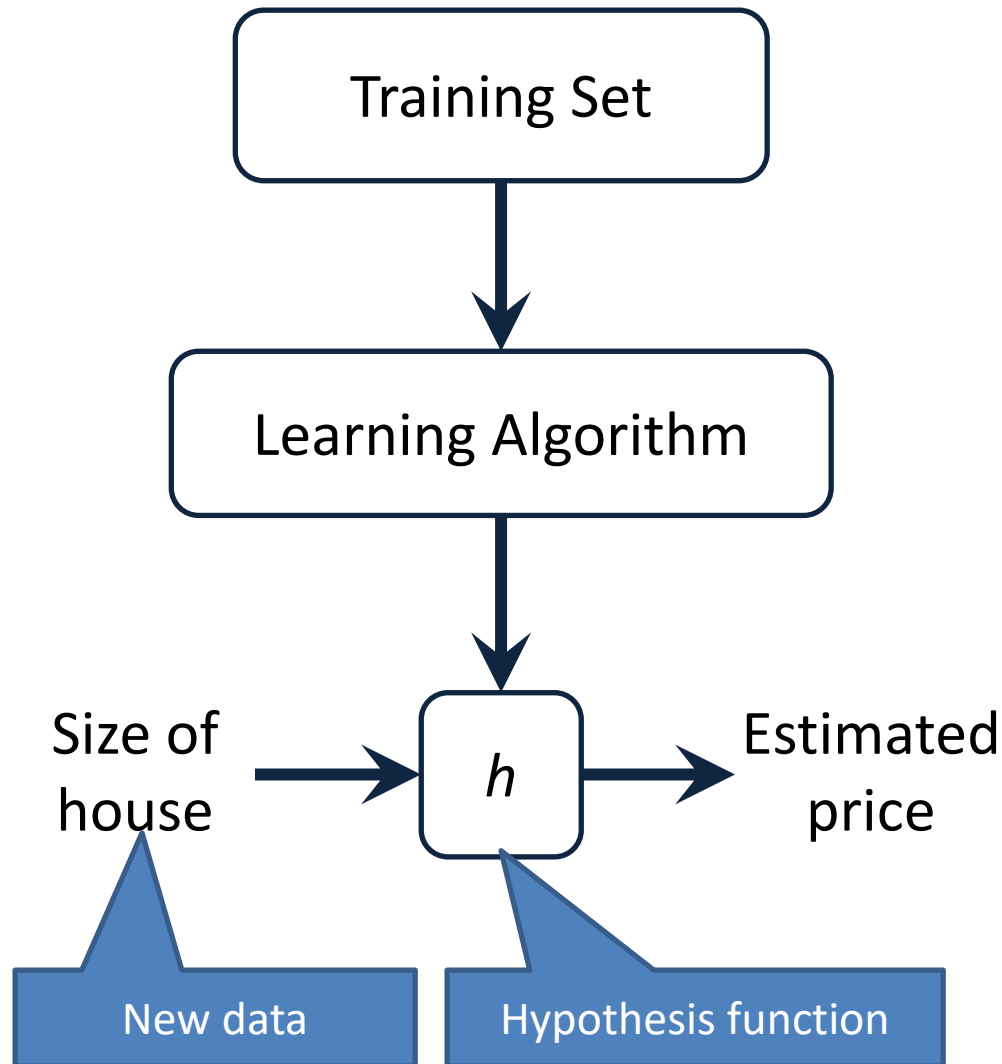 Training Set
Learning Algorithm
Size of
house
h
Estimated
price
New data
Hypothesis function